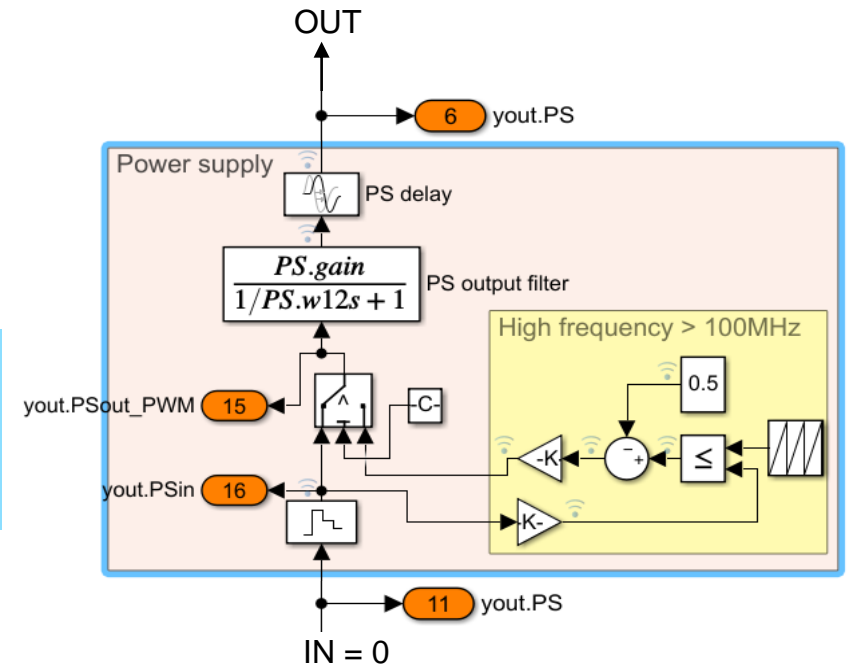 OUT
6 yout.PS
Power supply
PS delay
PS.gain
1/PS.w12s + 1
PS output filter
High frequency > 100MHz
0.5
yout.PSout_PWM 15
-C-
-K
− +
≤
yout.PSin 16
-K-
11 yout.PS
IN = 0